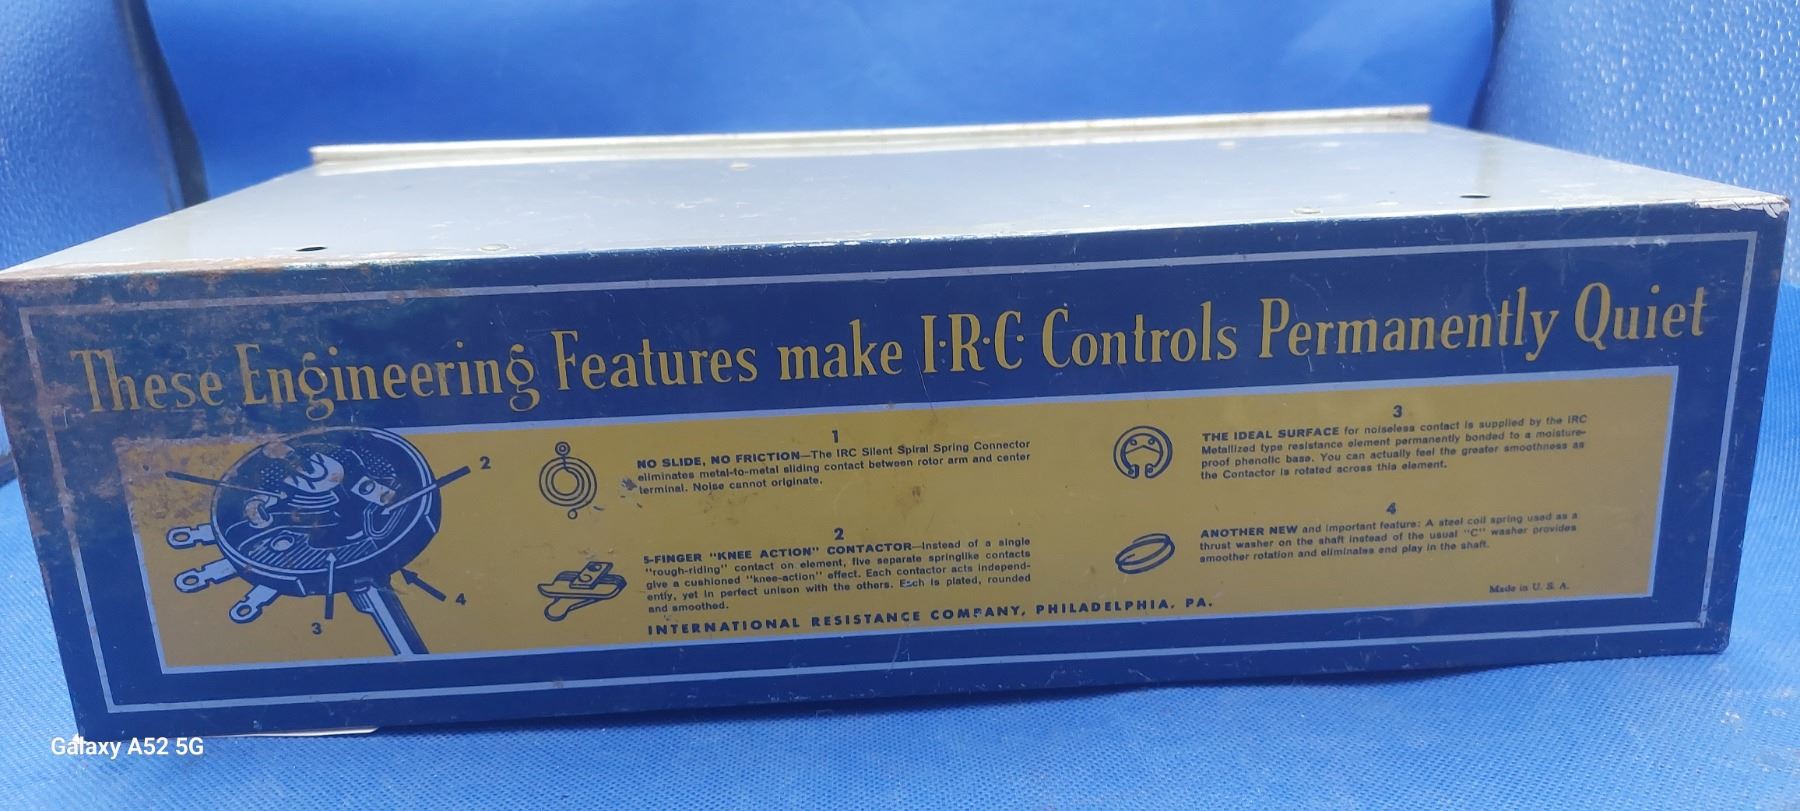 These Engineering Features make I·R·C Controls Permanently Quiet
1
NO SLIDE, NO FRICTION—The IRC Silent Spiral Spring Connector
eliminates metal-to-metal sliding contact between rotor arm and center
terminal. Noise cannot originate.
2
5-FINGER "KNEE ACTION" CONTACTOR—Instead of a single
"rough-riding" contact on element, five separate springlike contacts
give a cushioned "knee-action" effect. Each contactor acts independ-
ently, yet in perfect unison with the others. Each is plated, rounded
and smoothed.
3
THE IDEAL SURFACE for noiseless contact is supplied by the IRC
Metallized type resistance element permanently bonded to a moisture-
proof phenolic base. You can actually feel the greater smoothness as
the Contactor is rotated across this element.
4
ANOTHER NEW and important feature: A steel coil spring used as a
thrust washer on the shaft instead of the usual "C" washer provides
smoother rotation and eliminates end play in the shaft.
2
4
3
Made in U. S. A.
INTERNATIONAL RESISTANCE COMPANY, PHILADELPHIA, PA.
Galaxy A52 5G